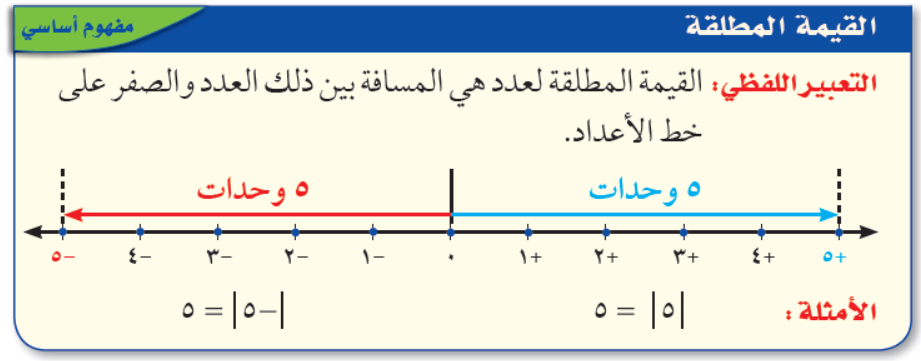 القيمة المطلقة
مفهوم أساسي
التعبير اللفظي: القيمة المطلقة لعدد هي المسافة بين ذلك العدد والصفر على
خط الأعداد.
٥ وحدات ٥ وحدات
−٥ −٤ −٣ −٢ −١ ٠ +١ +٢ +٣ +٤ +٥
الأمثلة: |٥| = ٥ |−٥| = ٥